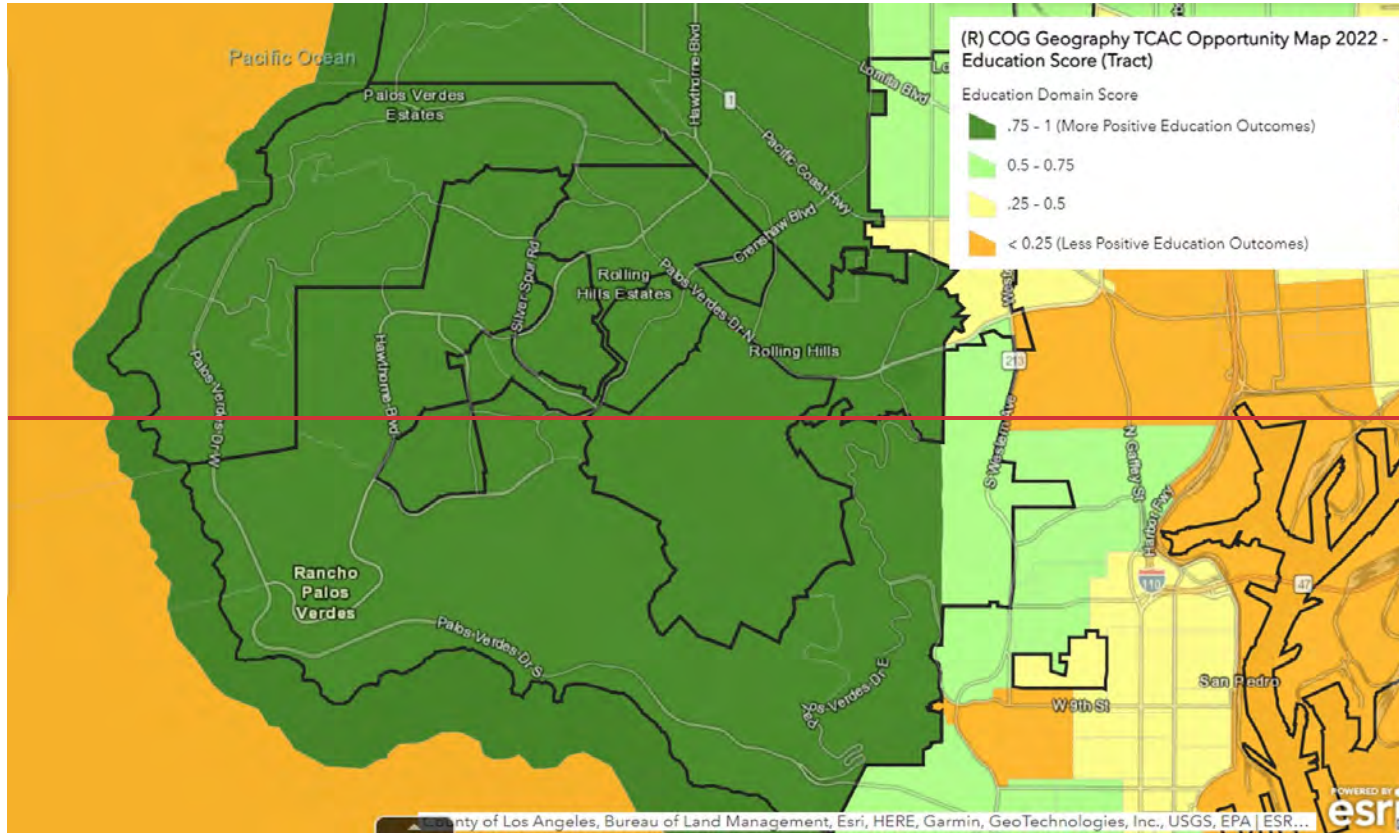 (R) COG Geography TCAC Opportunity Map 2022 -
Education Score (Tract)
Education Domain Score
.75 - 1 (More Positive Education Outcomes)
0.5 - 0.75
.25 - 0.5
< 0.25 (Less Positive Education Outcomes)
Pacific Ocean
Palos Verdes
Estates
Hawthorne-Blvd
1
Lomita Blvd
Lo
Pacific-Coast-Hwy
Crenshaw Blvd
Silver-Spur-Rd
Rolling
Hills Estates
Palos-Verdes-Dr-N
Rolling Hills
Weste
213
Palos-Verdes-Dr-W
Hawthorne-Blvd
S Western Ave
N Gaffey St
Harbor Fwy
110
47
Rancho
Palos
Verdes
Palos-Verdes-Dr-S
Palos-Verdes-Dr-E
San Pedro
W 9th St
County of Los Angeles, Bureau of Land Management, Esri, HERE, Garmin, GeoTechnologies, Inc., USGS, EPA | ESR...
POWERED BY
esri